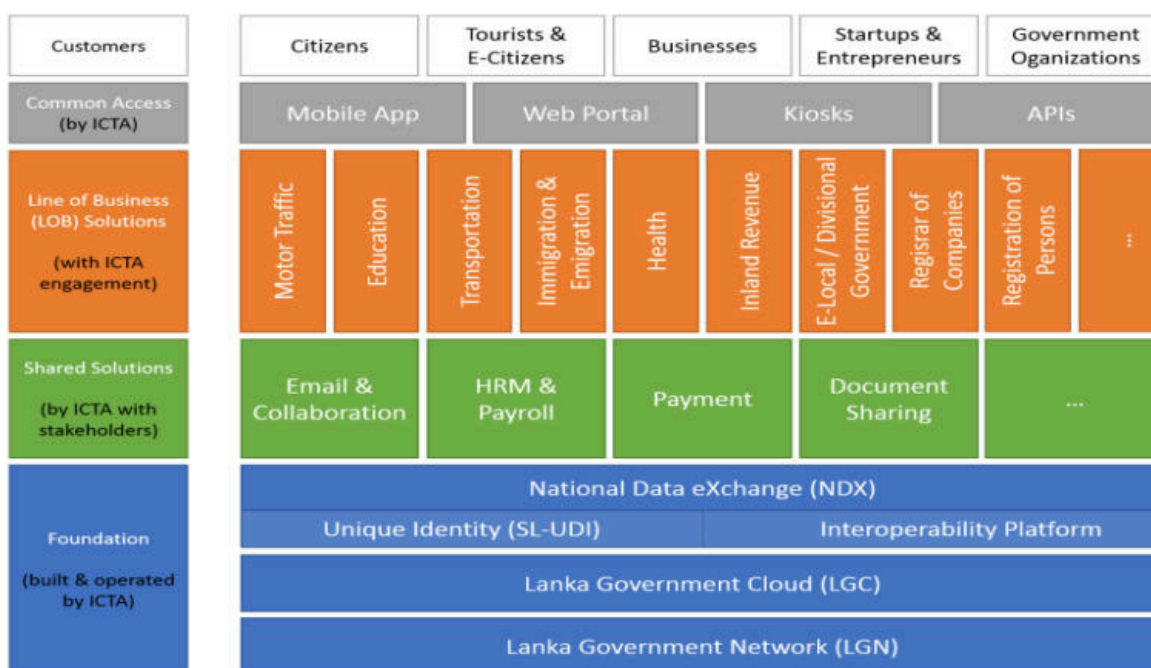 Customers
Citizens
Tourists &
E-Citizens
Businesses
Startups &
Entrepreneurs
Government
Oganizations
Common Access
(by ICTA)
Mobile App
Web Portal
Kiosks
APIs
Line of Business
(LOB) Solutions
(with ICTA
engagement)
Motor Traffic
Education
Transportation
Immigration &
Emigration
Health
Inland Revenue
E-Local / Divisional
Government
Regisrar of
Companies
Registration of
Persons
...
Shared Solutions
(by ICTA with
stakeholders)
Email &
Collaboration
HRM &
Payroll
Payment
Document
Sharing
...
Foundation
(built & operated
by ICTA)
National Data eXchange (NDX)
Unique Identity (SL-UDI)
Interoperability Platform
Lanka Government Cloud (LGC)
Lanka Government Network (LGN)